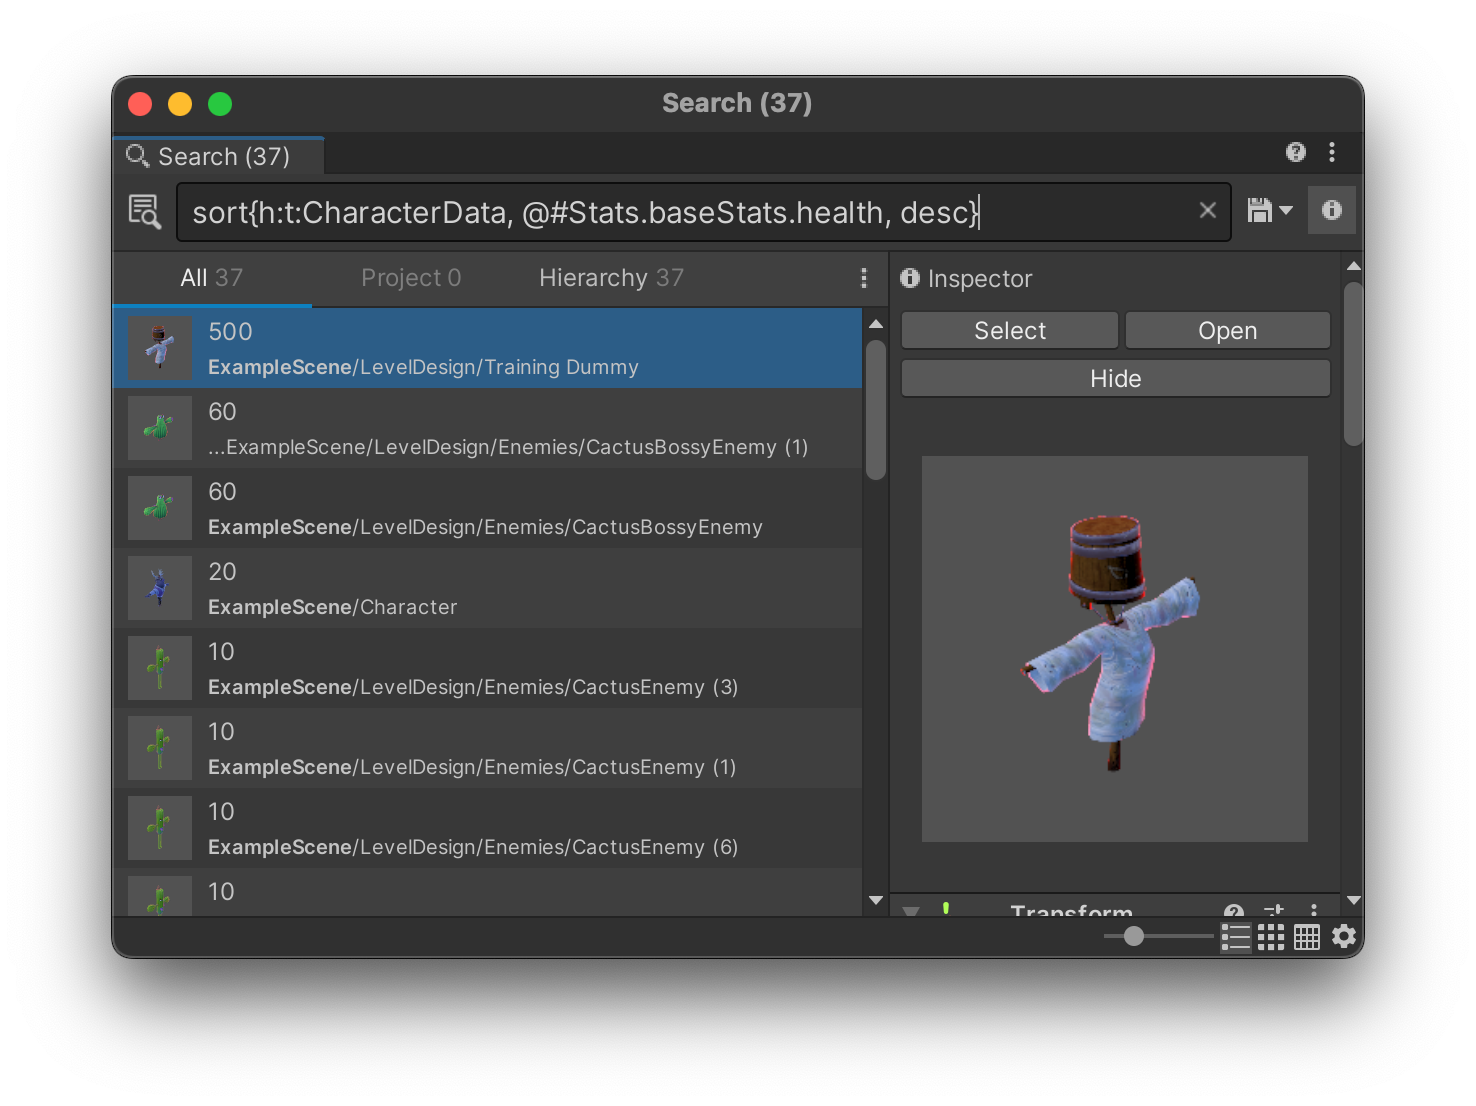 Search (37)
Search (37)
sort{h:t:CharacterData, @#Stats.baseStats.health, desc}
All 37 Project 0 Hierarchy 37
Inspector
Select Open
Hide
500
ExampleScene/LevelDesign/Training Dummy
60
...ExampleScene/LevelDesign/Enemies/CactusBossyEnemy (1)
60
ExampleScene/LevelDesign/Enemies/CactusBossyEnemy
20
ExampleScene/Character
10
ExampleScene/LevelDesign/Enemies/CactusEnemy (3)
10
ExampleScene/LevelDesign/Enemies/CactusEnemy (1)
10
ExampleScene/LevelDesign/Enemies/CactusEnemy (6)
10
Transform